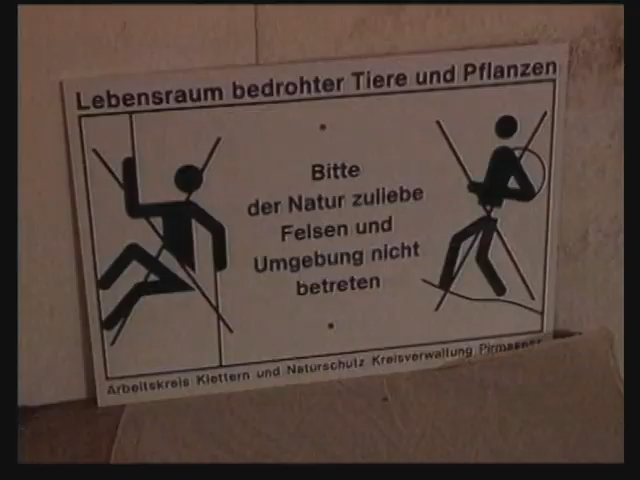 Lebensraum bedrohter Tiere und Pflanzen
Bitte
der Natur zuliebe
Felsen und
Umgebung nicht
betreten
Arbeitskreis Klettern und Naturschutz Kreisverwaltung